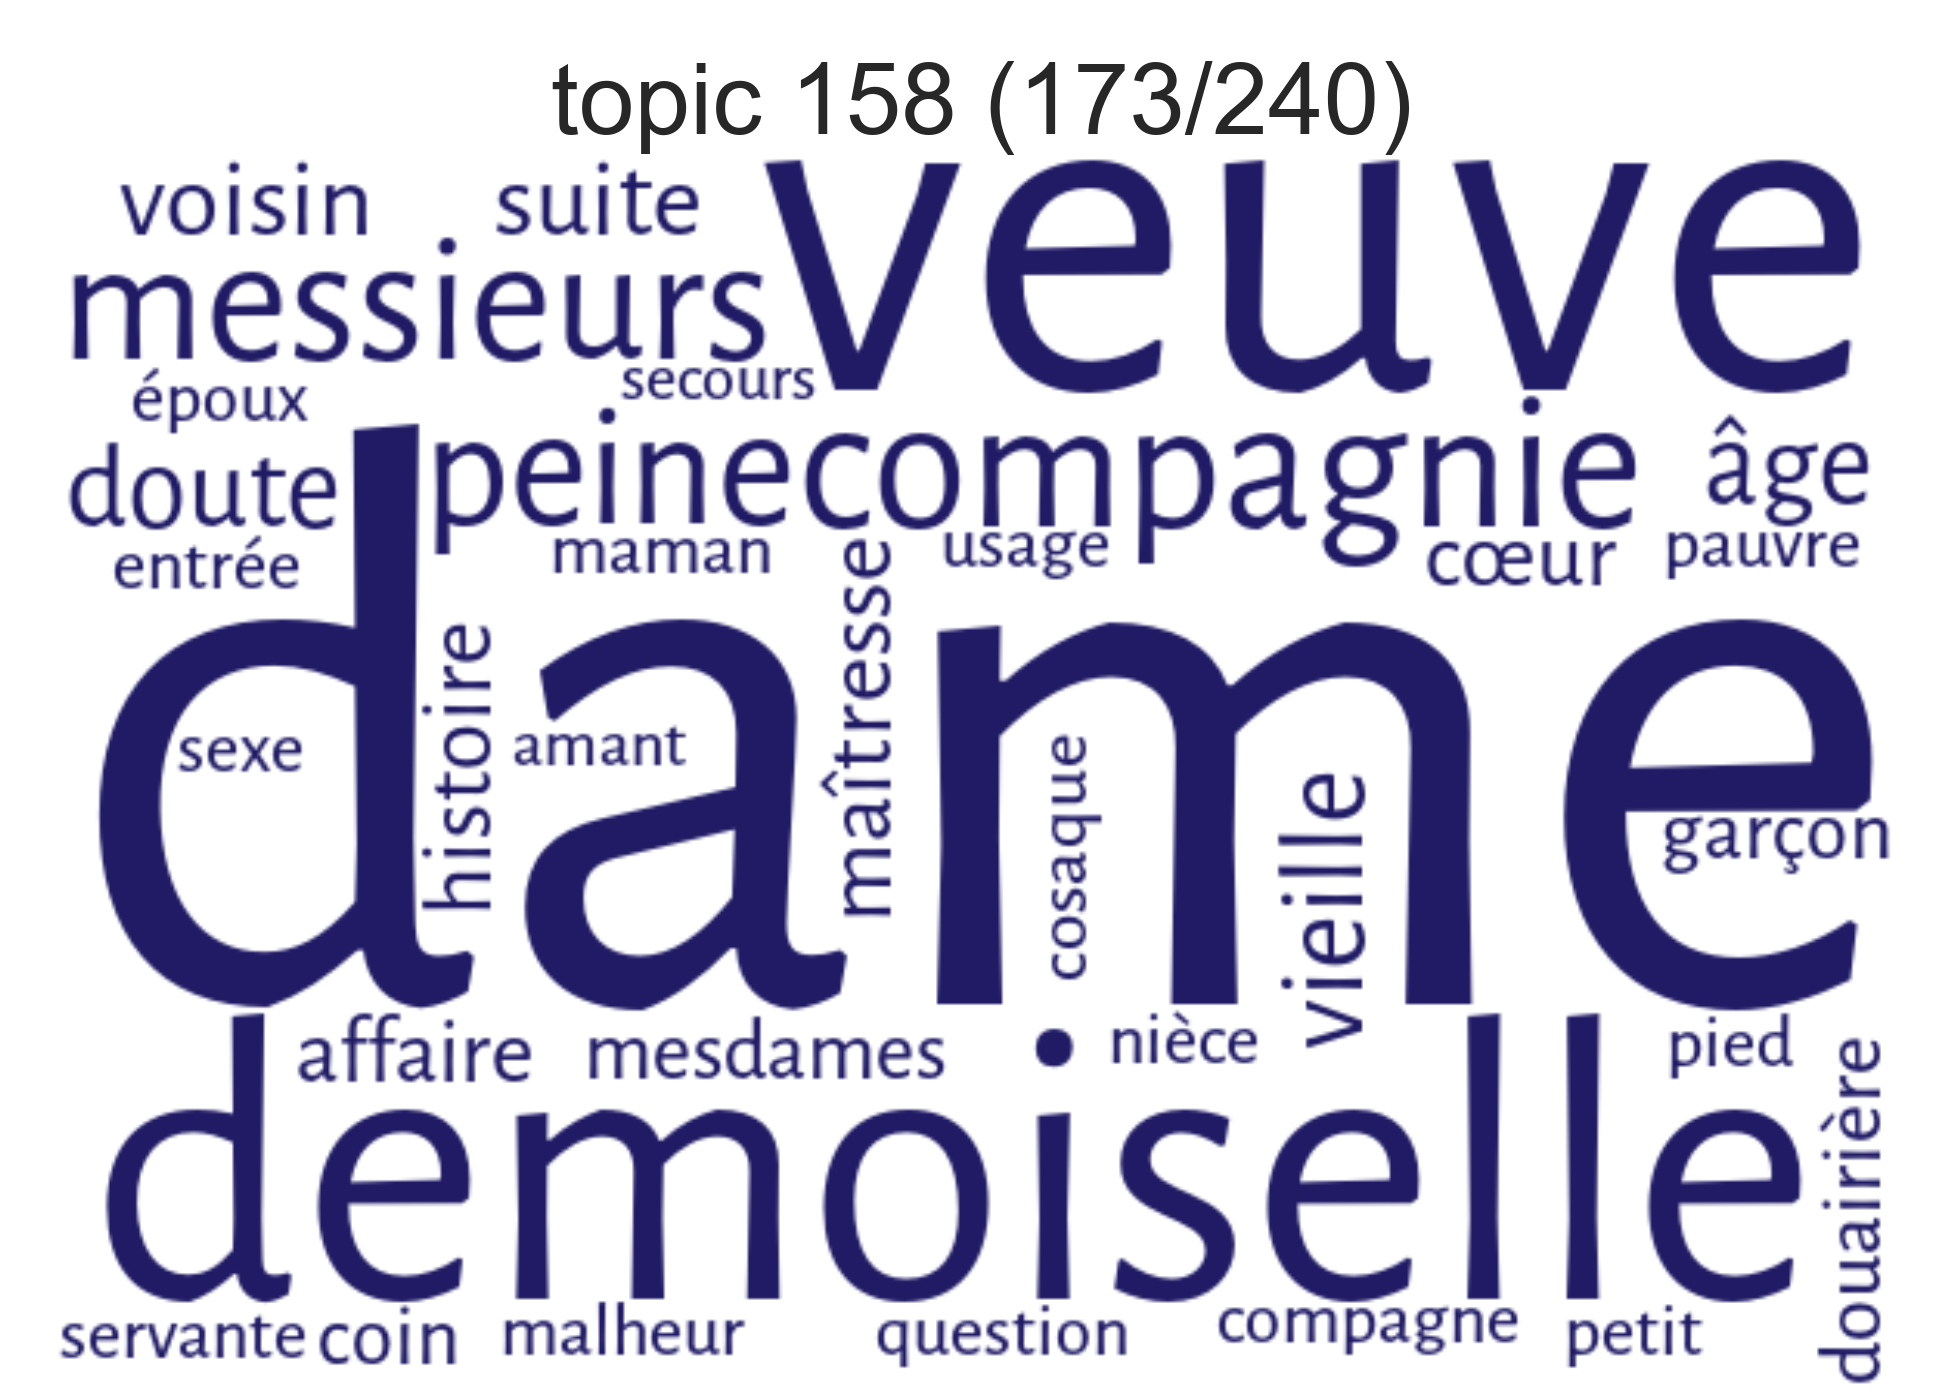 topic 158 (173/240)
voisin suite veuve
messieurs
époux secours
doute peine compagnie âge
entrée maman usage cœur pauvre
dame
histoire maîtresse
sexe amant cosaque vieille garçon
affaire mesdames nièce pied
demoiselle douairière
servante coin malheur question compagne petit